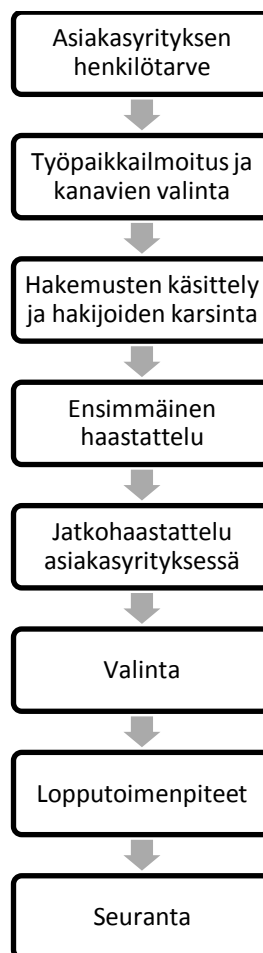 Asiakasyrityksen
henkilötarve
Työpaikkailmoitus ja
kanavien valinta
Hakemusten käsittely
ja hakijoiden karsinta
Ensimmäinen
haastattelu
Jatkohaastattelu
asiakasyrityksessä
Valinta
Lopputoimenpiteet
Seuranta